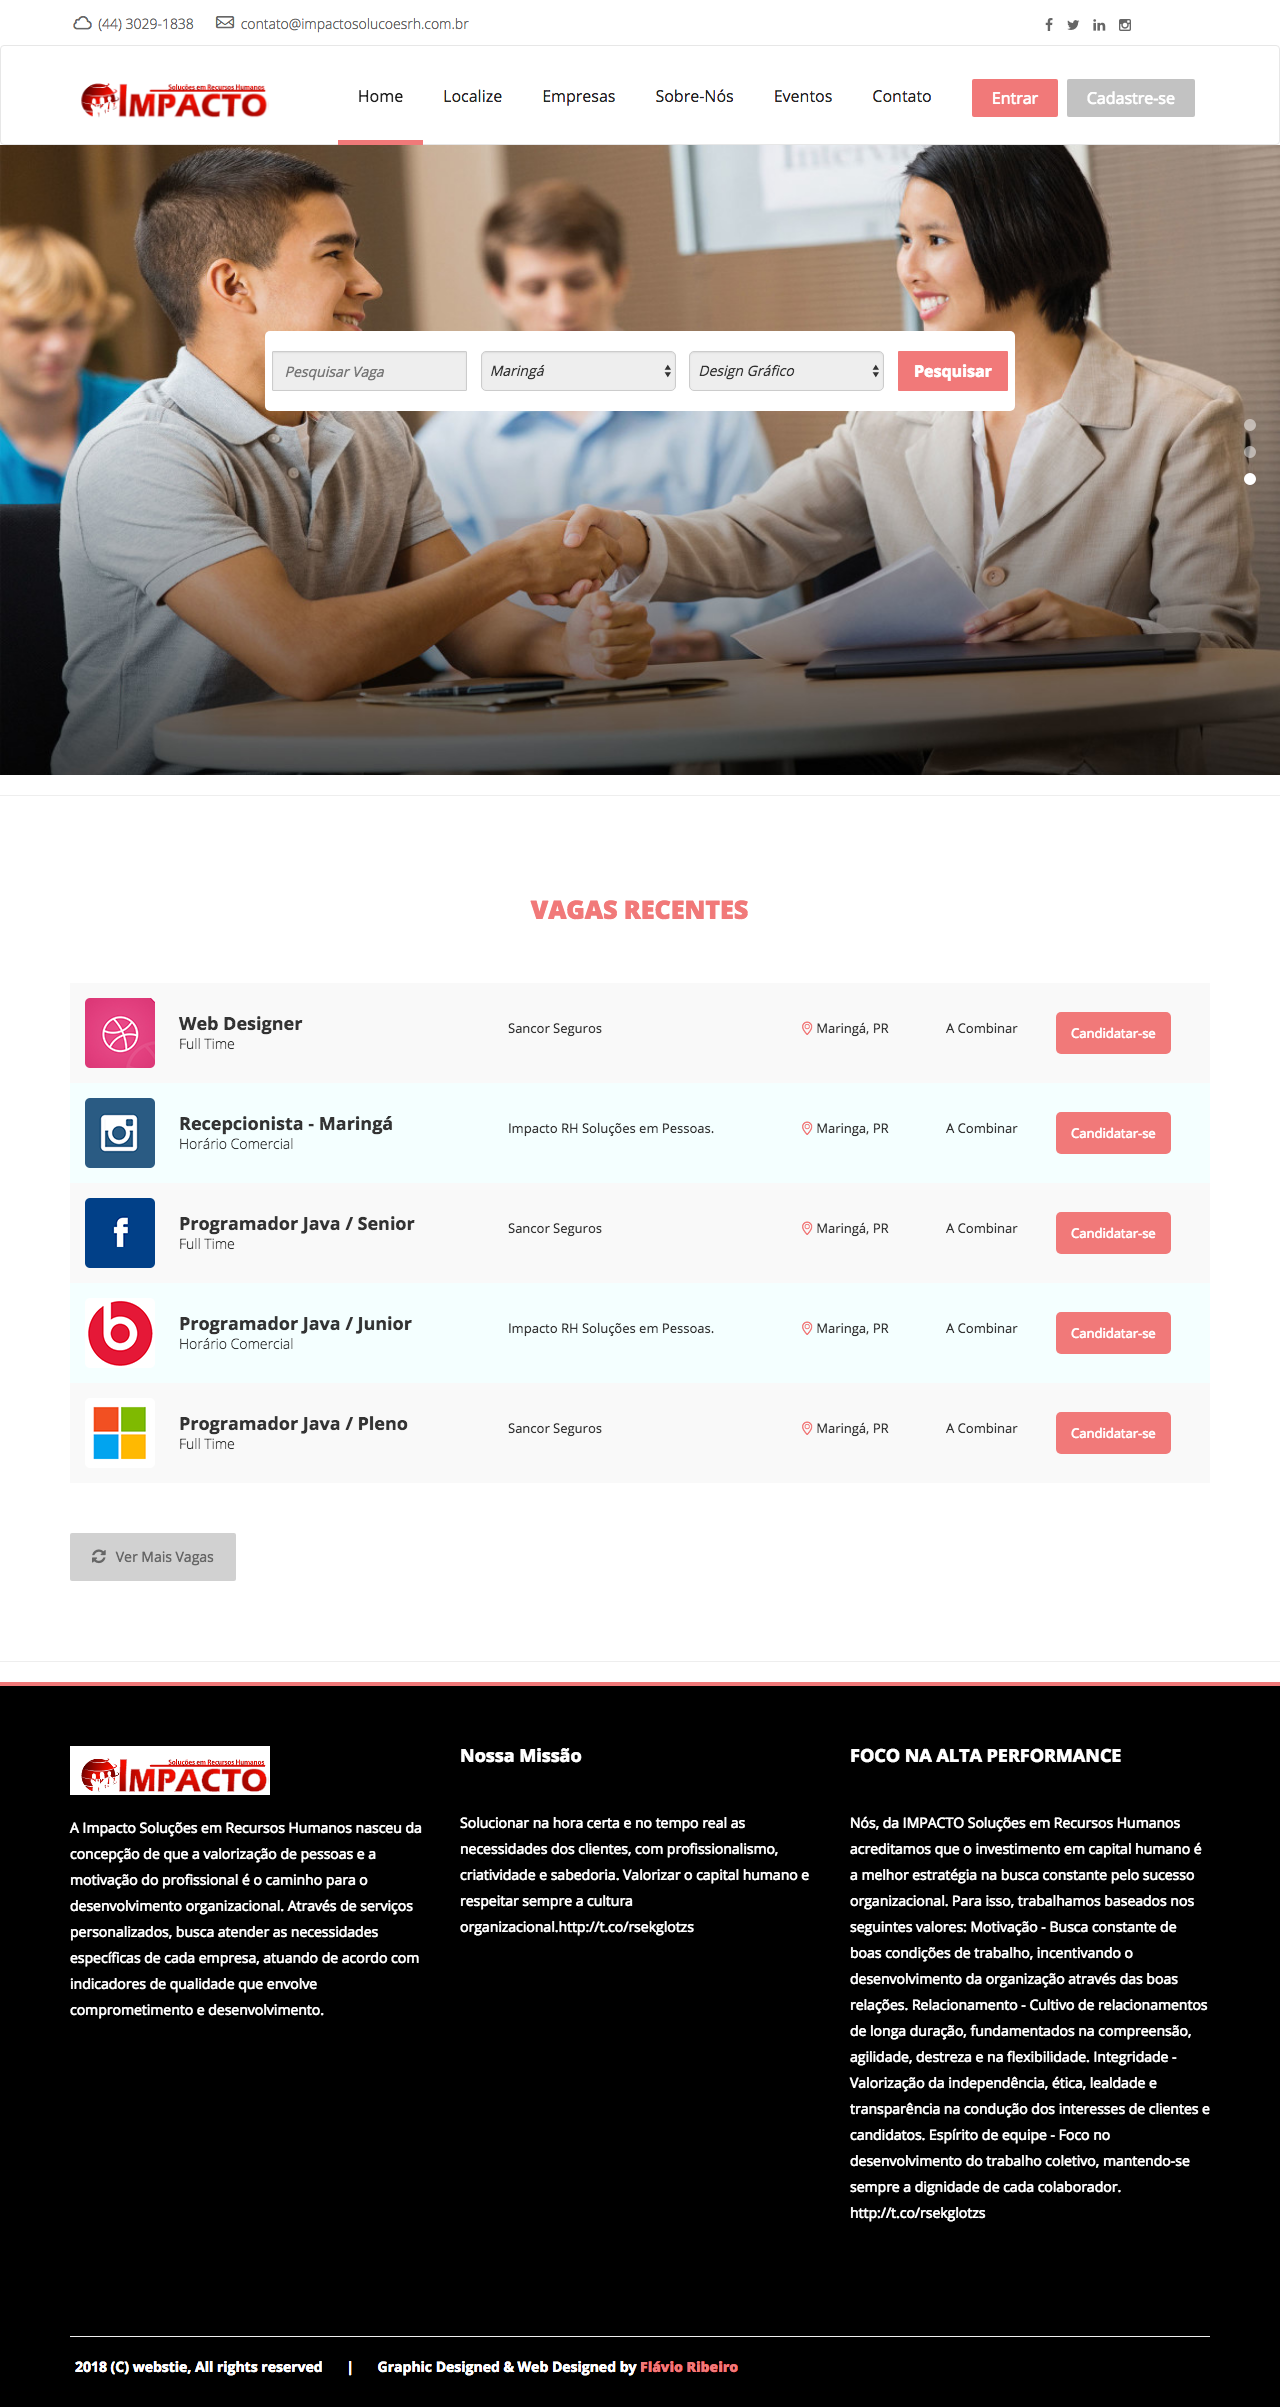 (44) 3029-1838 contato@impactosolucoesrh.com.br
Soluções em Recursos Humanos
IMPACTO
Home Localize Empresas Sobre-Nós Eventos Contato Entrar Cadastre-se
Pesquisar Vaga Maringá Design Gráfico Pesquisar
VAGAS RECENTES
Web Designer
Full Time
Sancor Seguros Maringá, PR A Combinar Candidatar-se
Recepcionista - Maringá
Horário Comercial
Impacto RH Soluções em Pessoas. Maringa, PR A Combinar Candidatar-se
Programador Java / Senior
Full Time
Sancor Seguros Maringá, PR A Combinar Candidatar-se
Programador Java / Junior
Horário Comercial
Impacto RH Soluções em Pessoas. Maringa, PR A Combinar Candidatar-se
Programador Java / Pleno
Full Time
Sancor Seguros Maringá, PR A Combinar Candidatar-se
Ver Mais Vagas
Soluções em Recursos Humanos
IMPACTO
A Impacto Soluções em Recursos Humanos nasceu da
concepção de que a valorização de pessoas e a
motivação do profissional é o caminho para o
desenvolvimento organizacional. Através de serviços
personalizados, busca atender as necessidades
específicas de cada empresa, atuando de acordo com
indicadores de qualidade que envolve
comprometimento e desenvolvimento.
Nossa Missão
Solucionar na hora certa e no tempo real as
necessidades dos clientes, com profissionalismo,
criatividade e sabedoria. Valorizar o capital humano e
respeitar sempre a cultura
organizacional.http://t.co/rsekglotzs
FOCO NA ALTA PERFORMANCE
Nós, da IMPACTO Soluções em Recursos Humanos
acreditamos que o investimento em capital humano é
a melhor estratégia na busca constante pelo sucesso
organizacional. Para isso, trabalhamos baseados nos
seguintes valores: Motivação - Busca constante de
boas condições de trabalho, incentivando o
desenvolvimento da organização através das boas
relações. Relacionamento - Cultivo de relacionamentos
de longa duração, fundamentados na compreensão,
agilidade, destreza e na flexibilidade. Integridade -
Valorização da independência, ética, lealdade e
transparência na condução dos interesses de clientes e
candidatos. Espírito de equipe - Foco no
desenvolvimento do trabalho coletivo, mantendo-se
sempre a dignidade de cada colaborador.
http://t.co/rsekglotzs
2018 (C) webstie, All rights reserved | Graphic Designed & Web Designed by Flávio Ribeiro